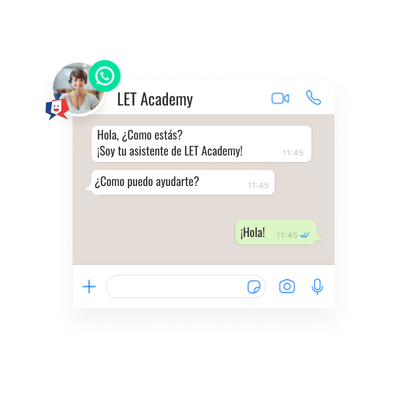 LET Academy
Hola, ¿Como estás?
¡Soy tu asistente de LET Academy!
11:45
¿Como puedo ayudarte?
11:45
¡Hola!
11:45